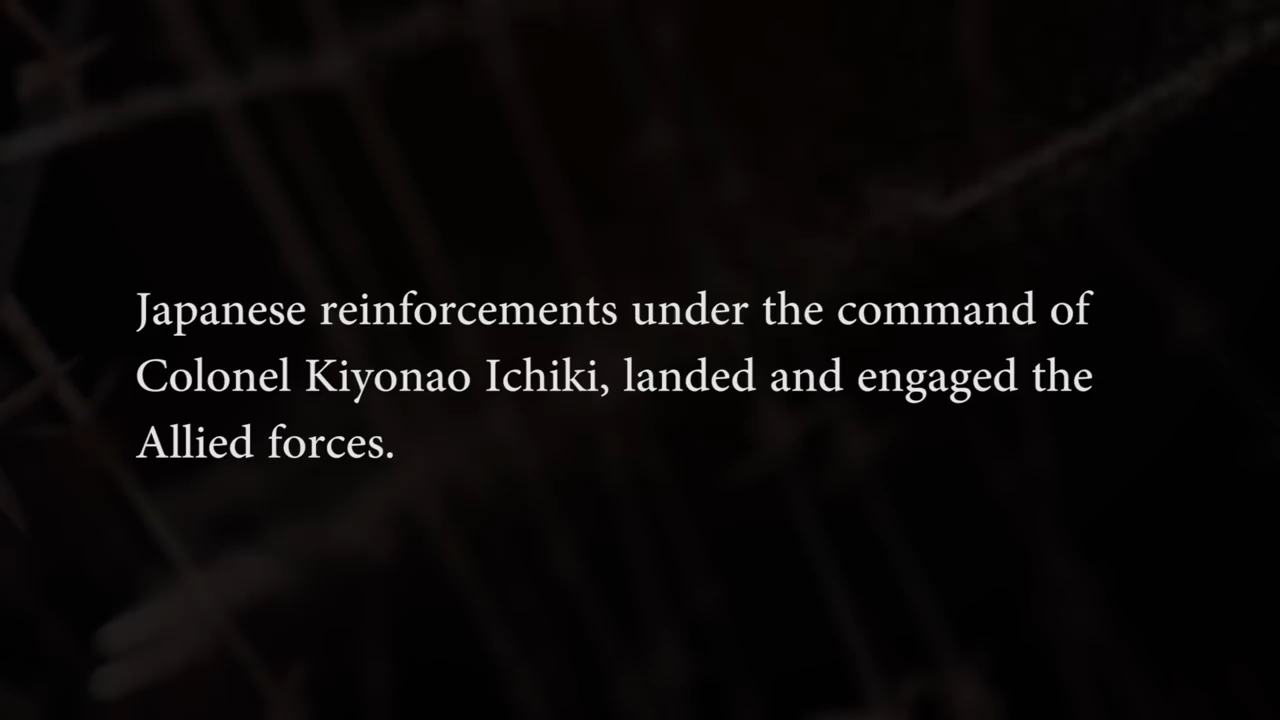 Japanese reinforcements under the command of
Colonel Kiyonao Ichiki, landed and engaged the
Allied forces.